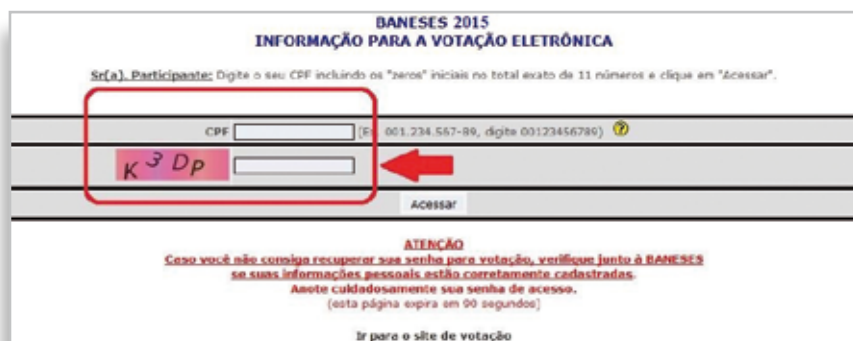 BANESES 2015
INFORMAÇÃO PARA A VOTAÇÃO ELETRÔNICA
Sr(a). Participante: Digite o seu CPF incluindo os "zeros" iniciais no total exato de 11 números e clique em "Acessar".
CPF (Ex. 001.234.567-89, digite 00123456789) ?
K 3 D P
Acessar
ATENÇÃO
Caso você não consiga recuperar sua senha para votação, verifique junto à BANESES
se suas informações pessoais estão corretamente cadastradas.
Anote cuidadosamente sua senha de acesso.
(esta página expira em 90 segundos)
Ir para o site de votação